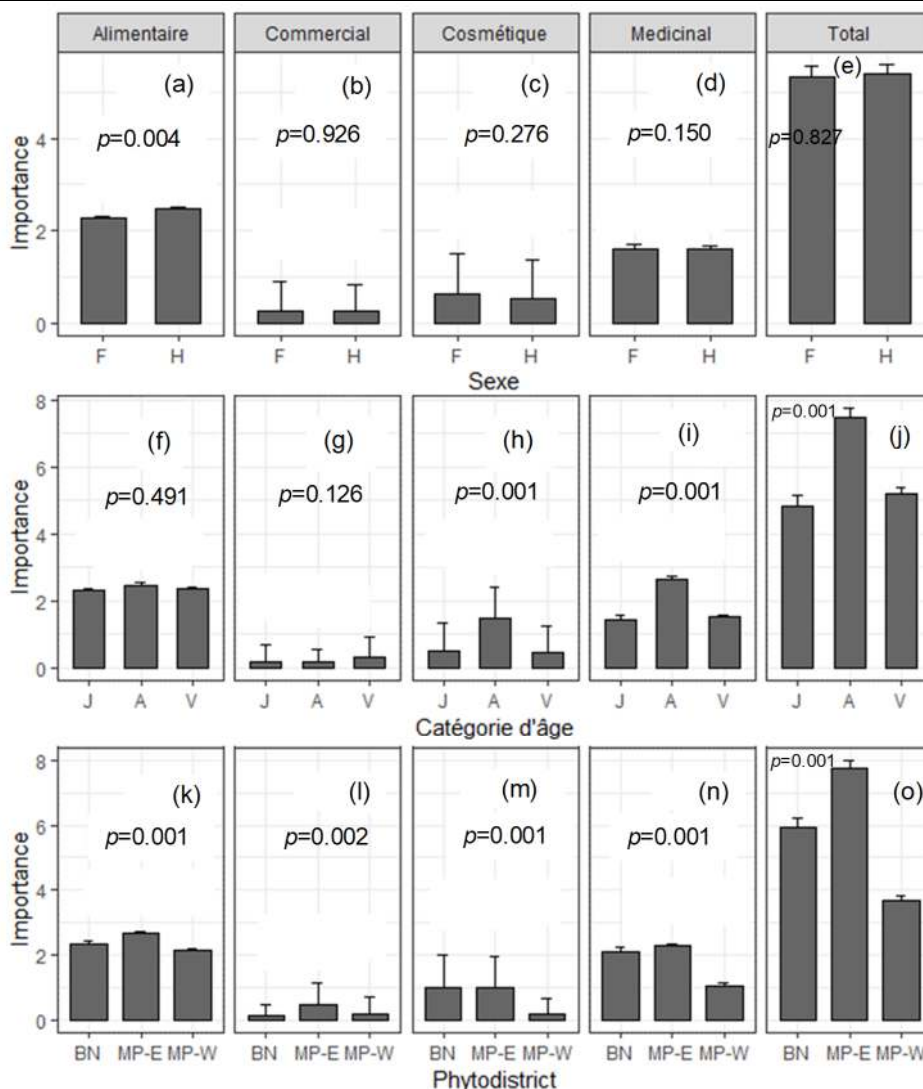 Alimentaire Commercial Cosmétique Medicinal Total
(a) (b) (c) (d) (e)
p=0.004 p=0.926 p=0.276 p=0.150 p=0.827
Importance
4
2
0
F H F H F H F H F H
Sexe
8
p=0.001
(f) (g) (h) (i) (j)
p=0.491 p=0.126 p=0.001 p=0.001
Importance
6
4
2
0
J A V J A V J A V J A V J A V
Catégorie d'âge
8
p=0.001
(k) (l) (m) (n) (o)
p=0.001 p=0.002 p=0.001 p=0.001
Importance
6
4
2
0
BN MP-E MP-W BN MP-E MP-W BN MP-E MP-W BN MP-E MP-W BN MP-E MP-W
Phytodistrict